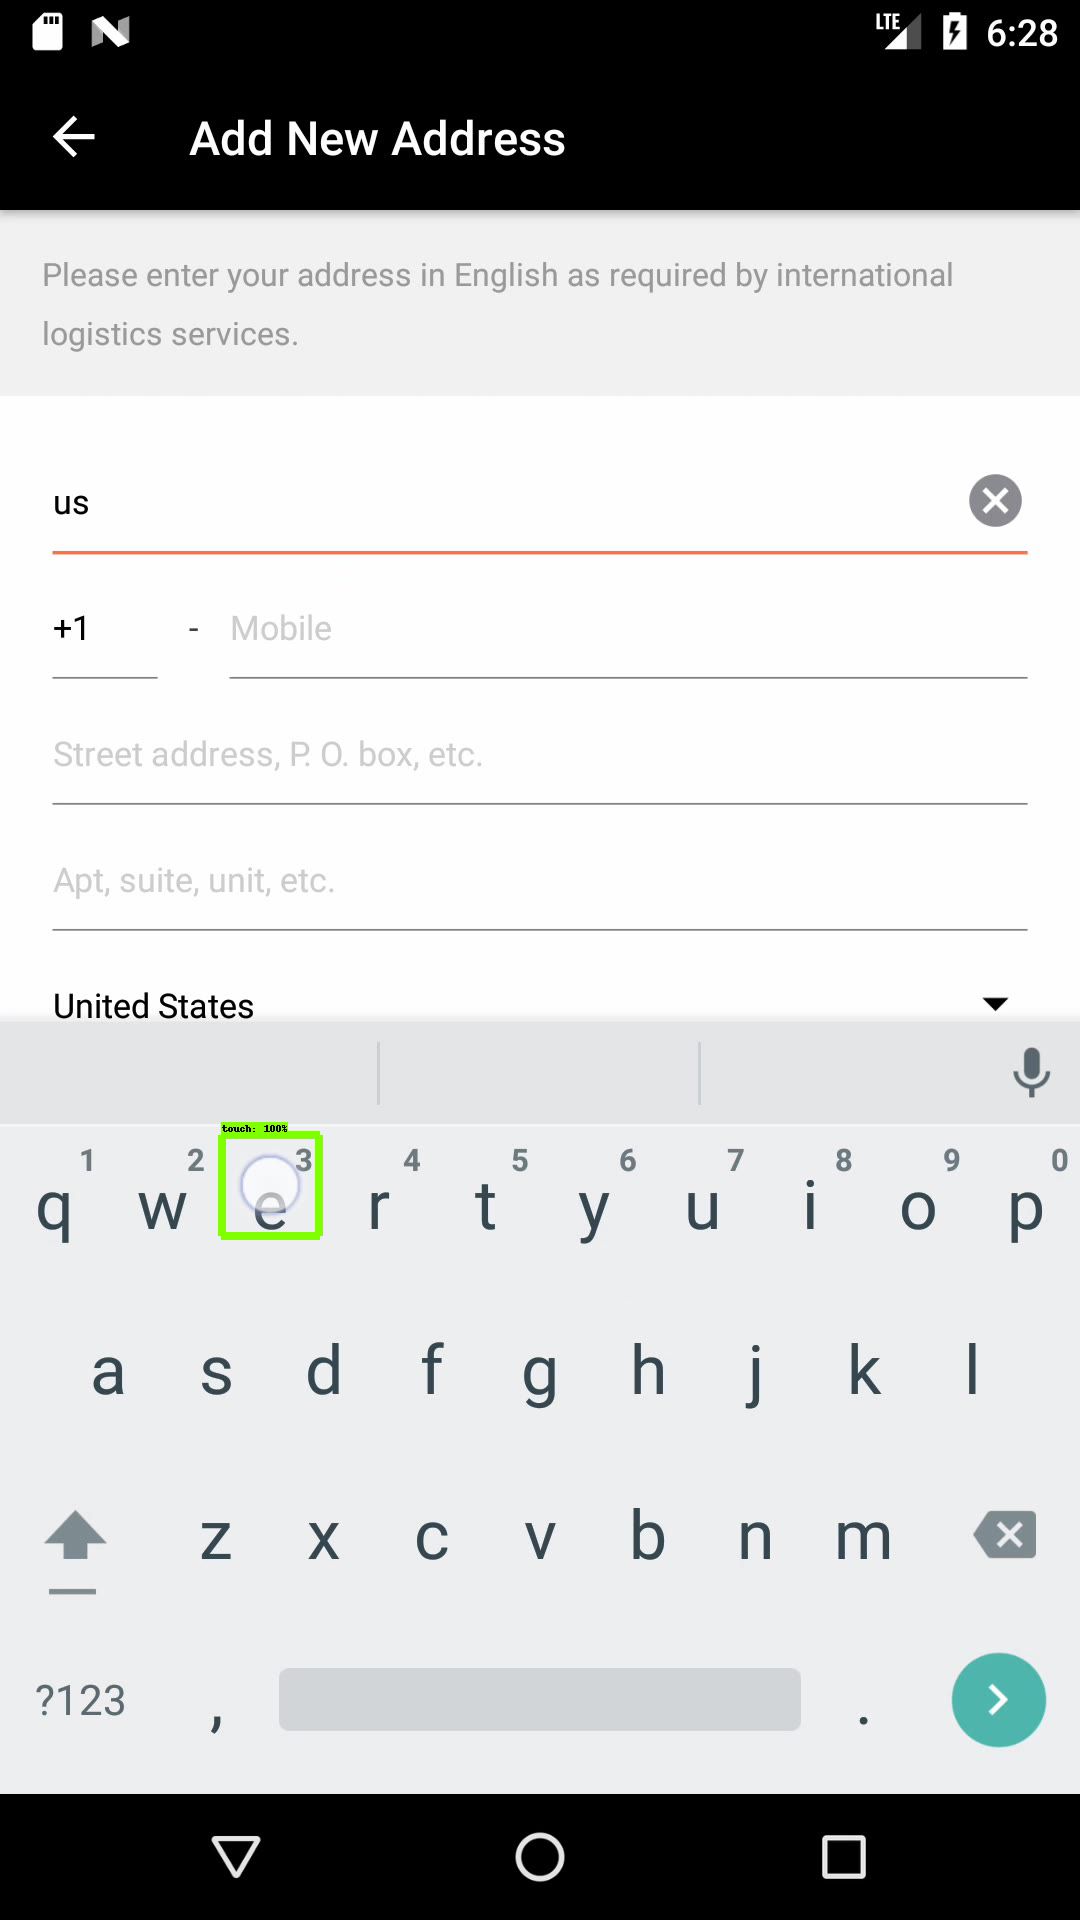 LTE 6:28
Add New Address
Please enter your address in English as required by international
logistics services.
us
+1 - Mobile
Street address, P. O. box, etc.
Apt, suite, unit, etc.
United States
touch: 100%
1 2 3 4 5 6 7 8 9 0
q w e r t y u i o p
a s d f g h j k l
z x c v b n m
?123 , .